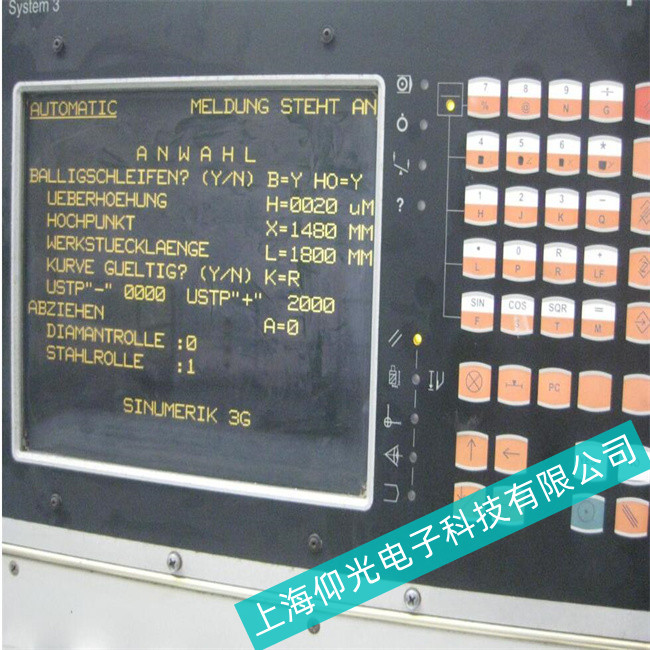 System 3
AUTOMATIC MELDUNG STEHT AN
A N W A H L
BALLIGSCHLEIFEN? (Y/N) B=Y HO=Y
UEBERHOEHUNG H=0020 uM
HOCHPUNKT X=1480 MM
WERKSTUECKLAENGE L=1800 MM
KURVE GUELTIG? (Y/N) K=R
USTP"-" 0000 USTP"+" 2000
ABZIEHEN A=0
DIAMANTROLLE :0
STAHLROLLE :1
SINUMERIK 3G
7 8 9 ÷
% @ N G
4 5 6 *
1 2 3 −
H J K Q
• 0 R +
L P R LF
SIN COS SQR =
F S T M
PC
?
上海仰光电子科技有限公司